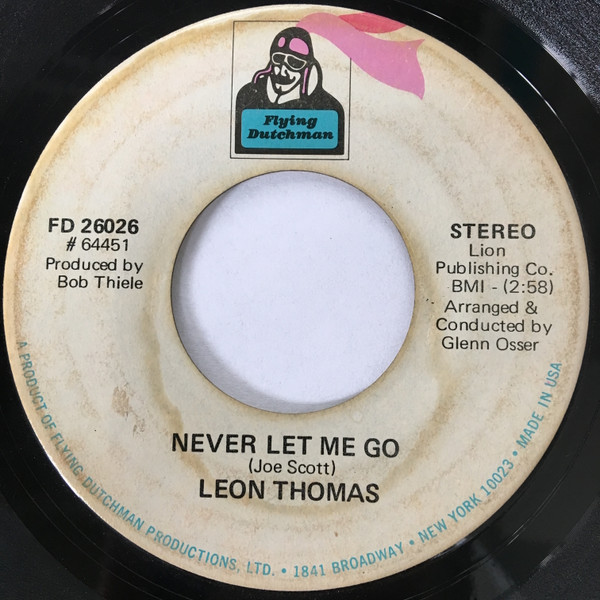 Flying
Dutchman
FD 26026
# 64451
Produced by
Bob Thiele
STEREO
Lion
Publishing Co.
BMI - (2:58)
Arranged &
Conducted by
Glenn Osser
NEVER LET ME GO
(Joe Scott)
LEON THOMAS
A PRODUCT OF FLYING DUTCHMAN PRODUCTIONS, LTD. • 1841 BROADWAY • NEW YORK 10023 • MADE IN USA